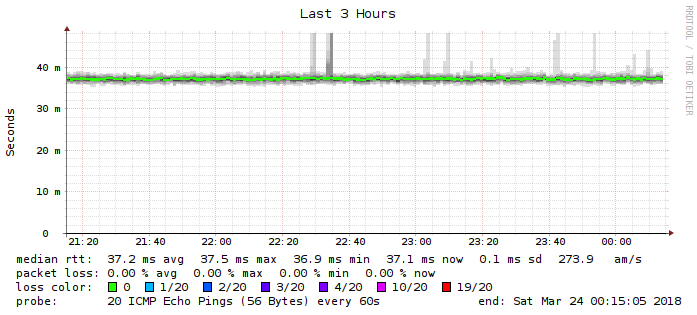 Last 3 Hours
RRDTOOL / TOBI OETIKER
Seconds
40 m
30 m
20 m
10 m
0
21:20 21:40 22:00 22:20 22:40 23:00 23:20 23:40 00:00
median rtt: 37.2 ms avg 37.5 ms max 36.9 ms min 37.1 ms now 0.1 ms sd 273.9 am/s
packet loss: 0.00 % avg 0.00 % max 0.00 % min 0.00 % now
loss color: 0 1/20 2/20 3/20 4/20 10/20 19/20
probe: 20 ICMP Echo Pings (56 Bytes) every 60s end: Sat Mar 24 00:15:05 2018